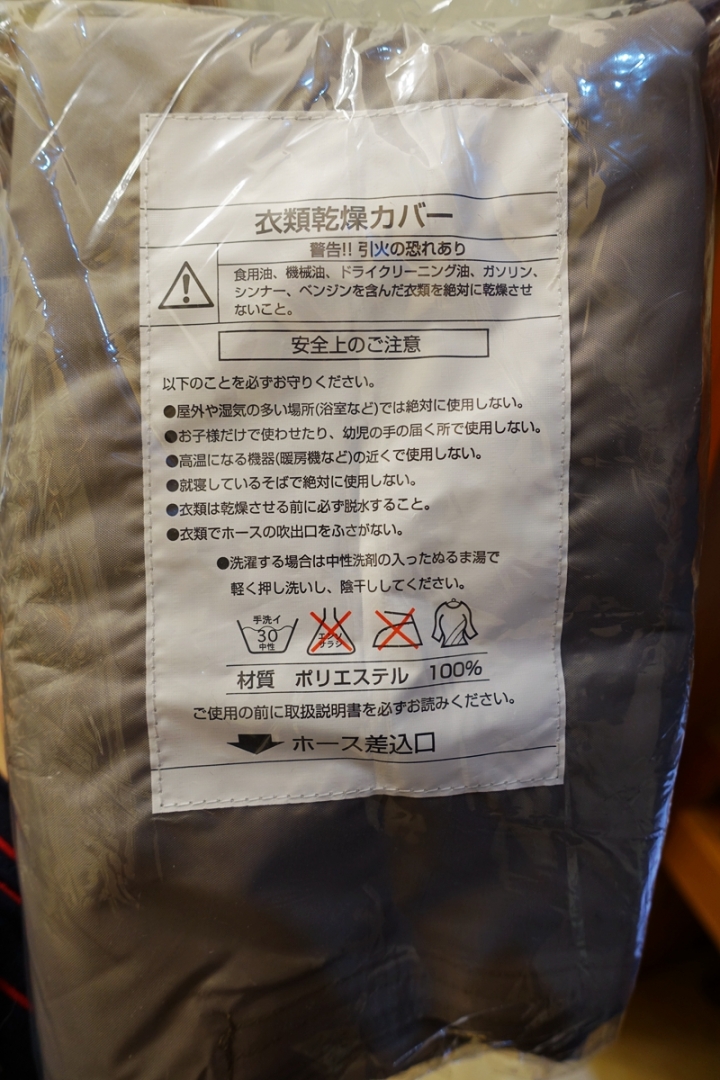 衣類乾燥カバー
警告!! 引火の恐れあり
食用油、機械油、ドライクリーニング油、ガソリン、
シンナー、ベンジンを含んだ衣類を絶対に乾燥させ
ないこと。
安全上のご注意
以下のことを必ずお守りください。
●屋外や湿気の多い場所(浴室など)では絶対に使用しない。
●お子様だけで使わせたり、幼児の手の届く所で使用しない。
●高温になる機器(暖房機など)の近くで使用しない。
●就寝しているそばで絶対に使用しない。
●衣類は乾燥させる前に必ず脱水すること。
●衣類でホースの吹出口をふさがない。
●洗濯する場合は中性洗剤の入ったぬるま湯で
軽く押し洗いし、陰干ししてください。
手洗イ
30
中性
エンソ
サラシ
材質 ポリエステル 100%
ご使用の前に取扱説明書を必ずお読みください。
ホース差込口